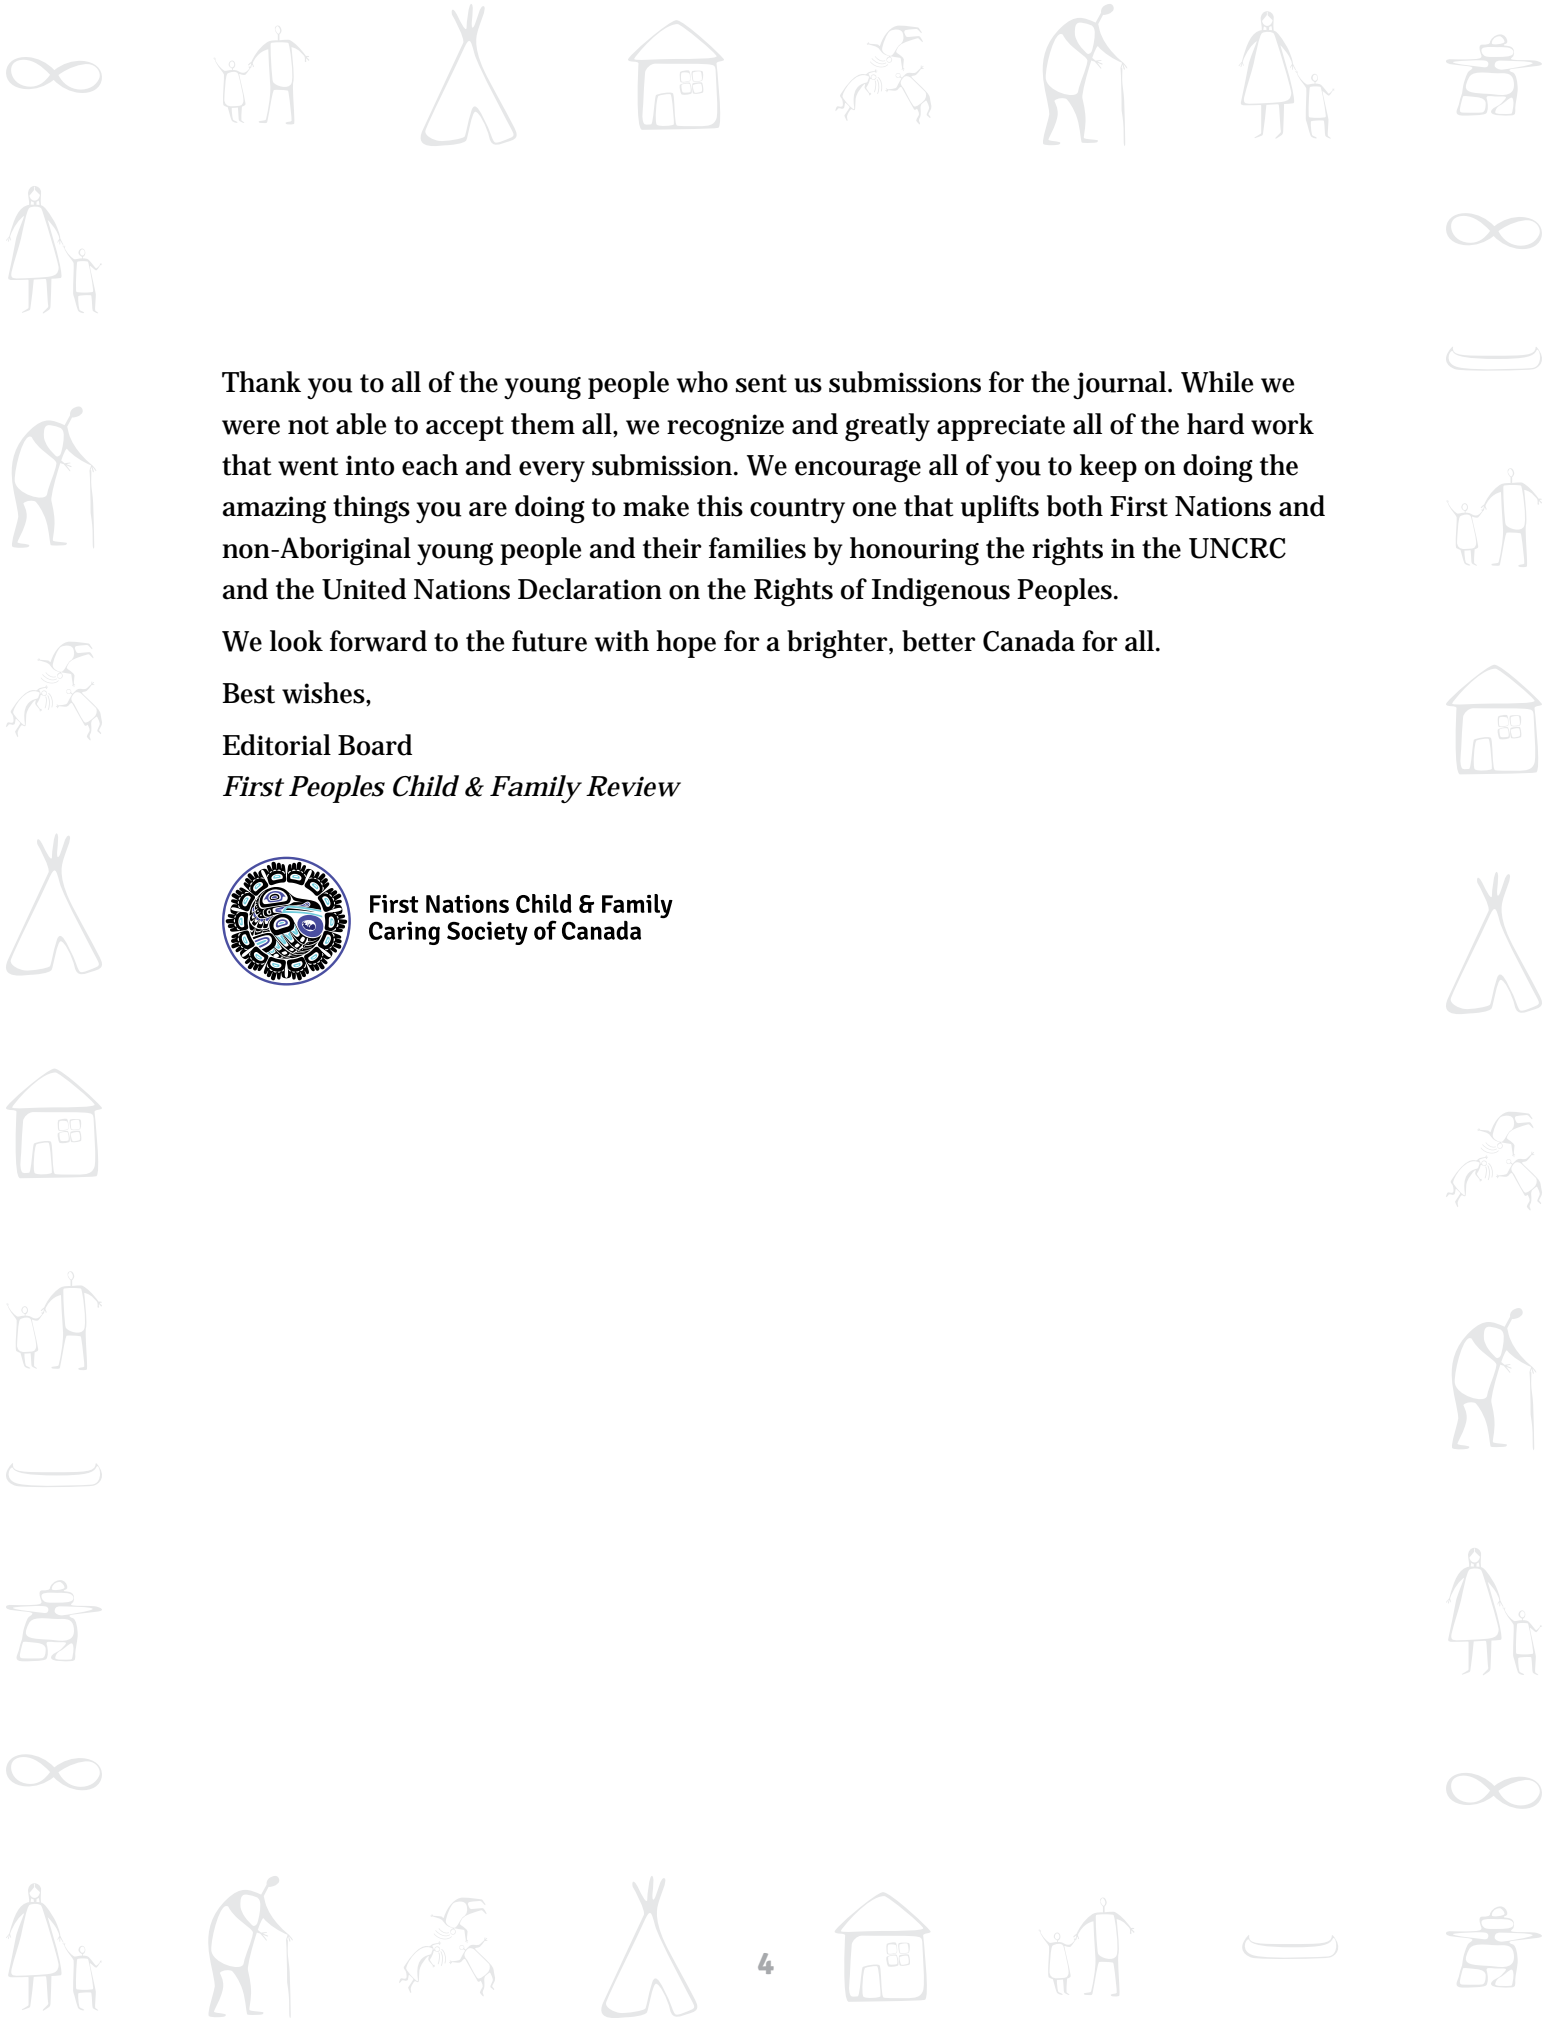 Thank you to all of the young people who sent us submissions for the journal. While we
were not able to accept them all, we recognize and greatly appreciate all of the hard work
that went into each and every submission. We encourage all of you to keep on doing the
amazing things you are doing to make this country one that uplifts both First Nations and
non-Aboriginal young people and their families by honouring the rights in the UNCRC
and the United Nations Declaration on the Rights of Indigenous Peoples.
We look forward to the future with hope for a brighter, better Canada for all.
Best wishes,
Editorial Board
First Peoples Child & Family Review
First Nations Child & Family
Caring Society of Canada
4